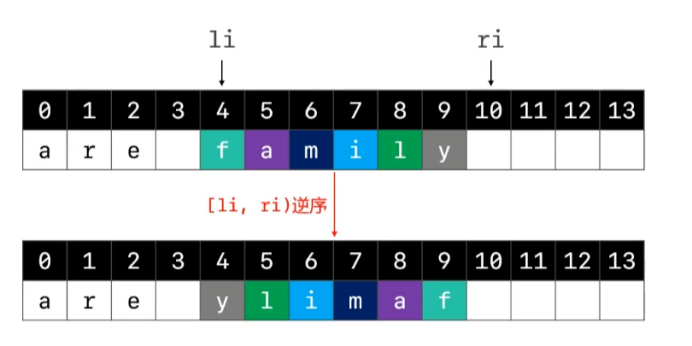 li ri
0 1 2 3 4 5 6 7 8 9 10 11 12 13
a r e f a m i l y
[li, ri)逆序
0 1 2 3 4 5 6 7 8 9 10 11 12 13
a r e y l i m a f